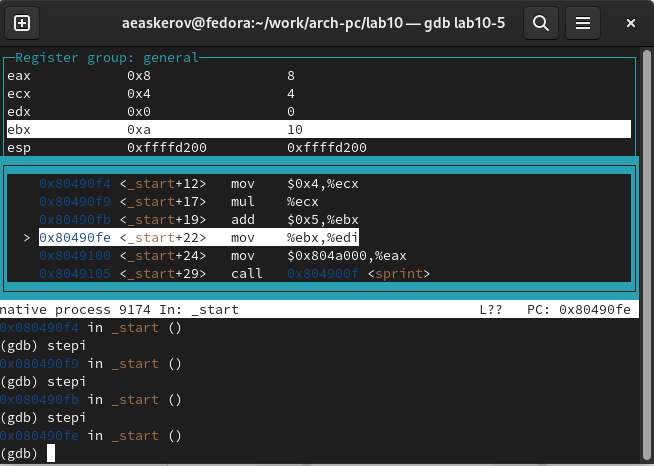 aeaskerov@fedora:~/work/arch-pc/lab10 — gdb lab10-5
Register group: general
eax 0x8 8
ecx 0x4 4
edx 0x0 0
ebx 0xa 10
esp 0xffffd200 0xffffd200
0x80490f4 <_start+12> mov $0x4,%ecx
0x80490f9 <_start+17> mul %ecx
0x80490fb <_start+19> add $0x5,%ebx
> 0x80490fe <_start+22> mov %ebx,%edi
0x8049100 <_start+24> mov $0x804a000,%eax
0x8049105 <_start+29> call 0x804900f <sprint>
native process 9174 In: _start L?? PC: 0x80490fe
0x080490f4 in _start ()
(gdb) stepi
0x080490f9 in _start ()
(gdb) stepi
0x080490fb in _start ()
(gdb) stepi
0x080490fe in _start ()
(gdb)